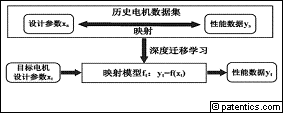 历史电机数据集
设计参数xₙ
性能数据yₙ
映射
深度迁移学习
目标电机
设计参数xₜ
映射模型fₜ：yₜ=f(xₜ)
性能数据yₜ
© patentics.com